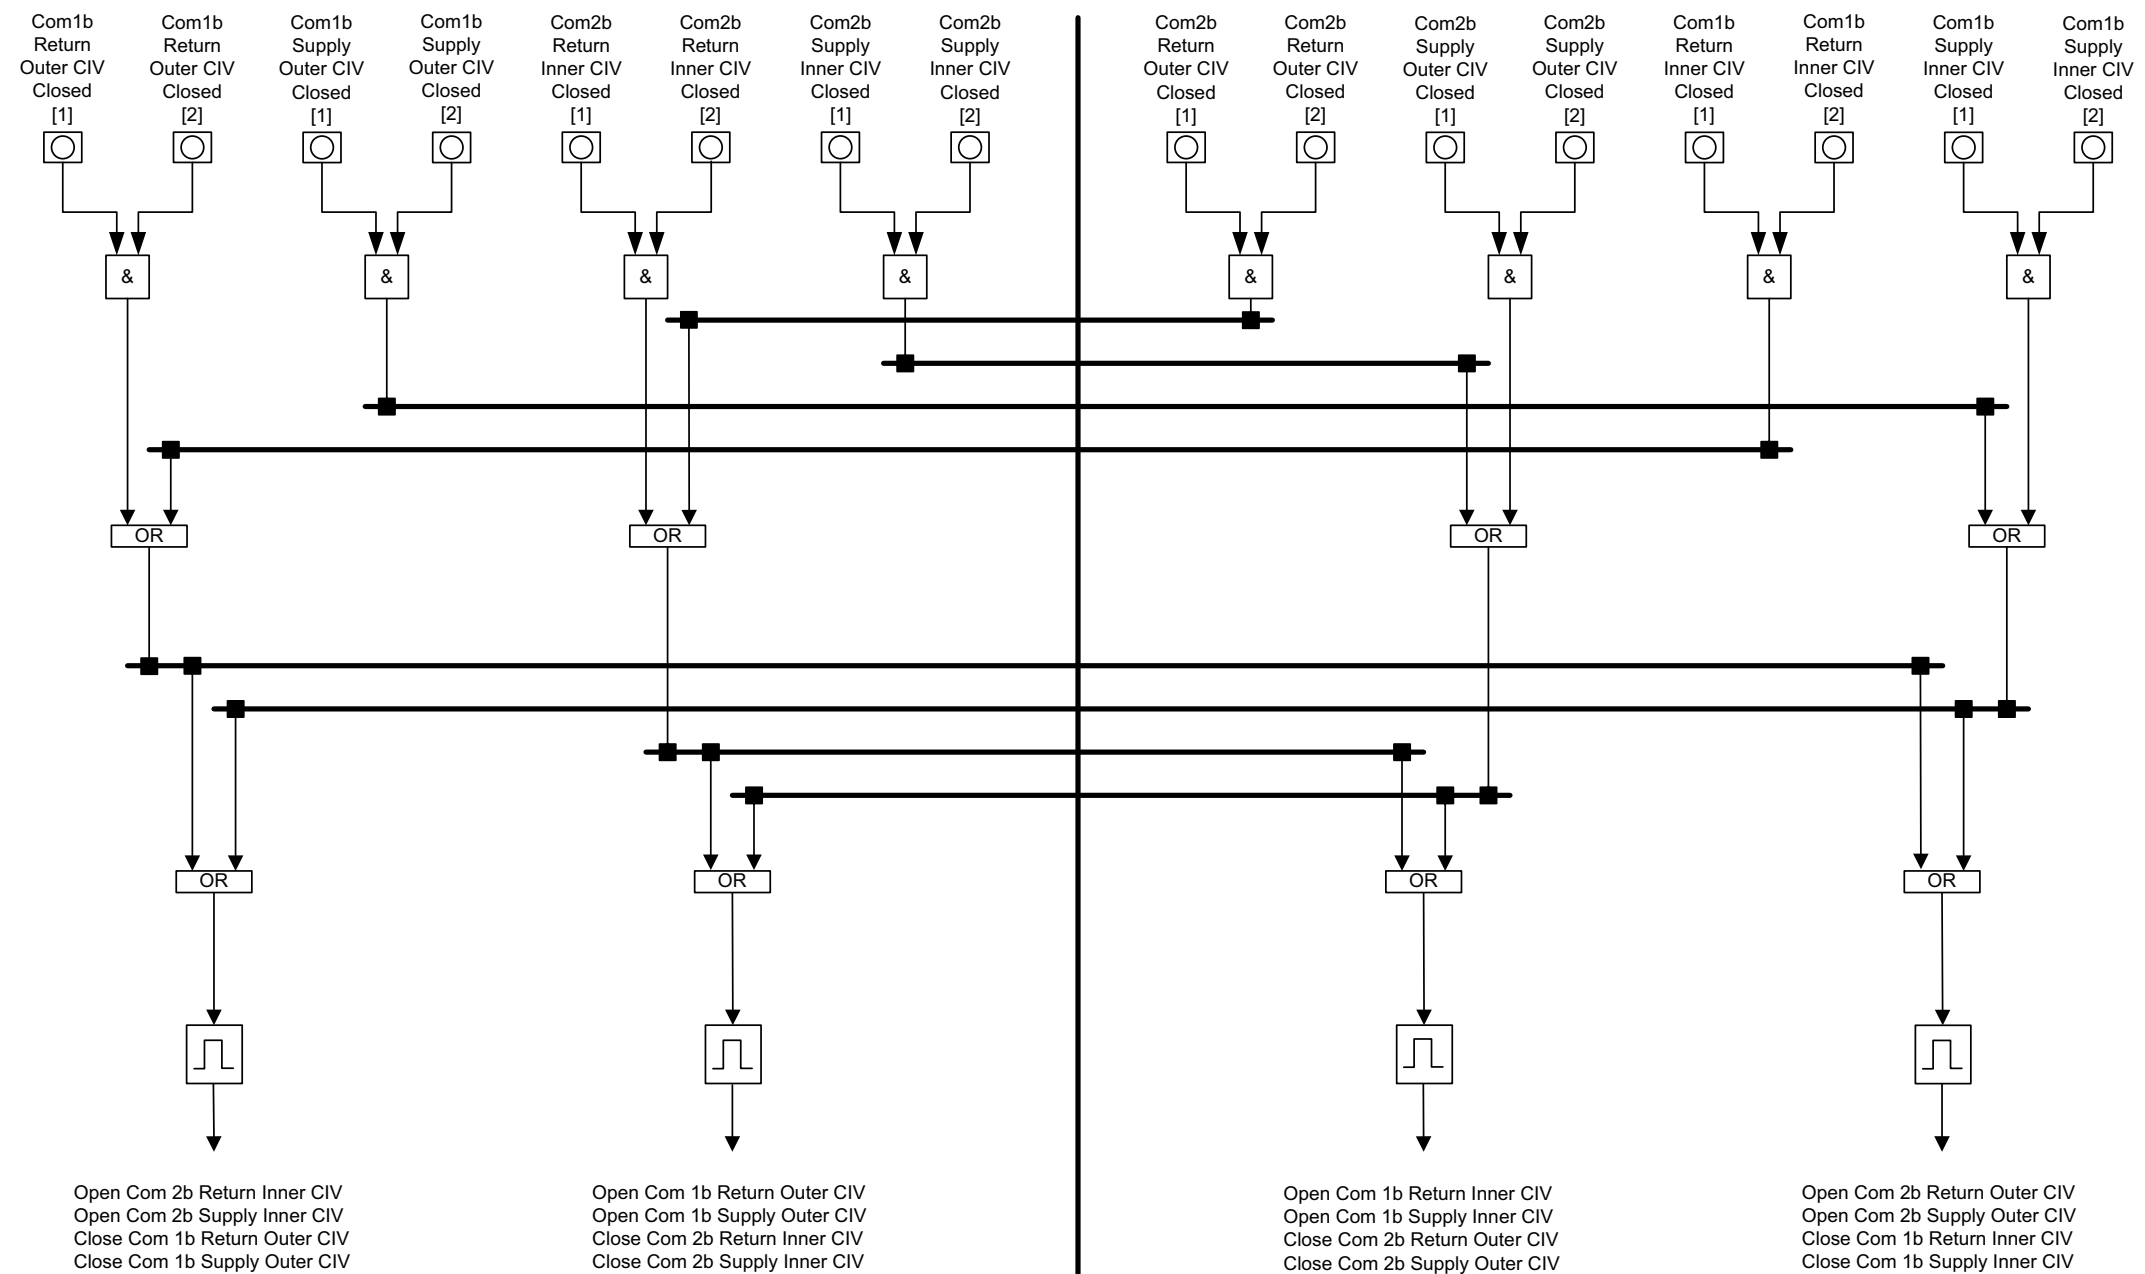 Com1b
Return
Outer CIV
Closed
[1]
Com1b
Return
Outer CIV
Closed
[2]
Com1b
Supply
Outer CIV
Closed
[1]
Com1b
Supply
Outer CIV
Closed
[2]
Com2b
Return
Inner CIV
Closed
[1]
Com2b
Return
Inner CIV
Closed
[2]
Com2b
Supply
Inner CIV
Closed
[1]
Com2b
Supply
Inner CIV
Closed
[2]
Com2b
Return
Outer CIV
Closed
[1]
Com2b
Return
Outer CIV
Closed
[2]
Com2b
Supply
Outer CIV
Closed
[1]
Com2b
Supply
Outer CIV
Closed
[2]
Com1b
Return
Inner CIV
Closed
[1]
Com1b
Return
Inner CIV
Closed
[2]
Com1b
Supply
Inner CIV
Closed
[1]
Com1b
Supply
Inner CIV
Closed
[2]
&
&
&
&
&
&
&
&
OR
OR
OR
OR
OR
OR
OR
OR
Open Com 2b Return Inner CIV
Open Com 2b Supply Inner CIV
Close Com 1b Return Outer CIV
Close Com 1b Supply Outer CIV
Open Com 1b Return Outer CIV
Open Com 1b Supply Outer CIV
Close Com 2b Return Inner CIV
Close Com 2b Supply Inner CIV
Open Com 1b Return Inner CIV
Open Com 1b Supply Inner CIV
Close Com 2b Return Outer CIV
Close Com 2b Supply Outer CIV
Open Com 2b Return Outer CIV
Open Com 2b Supply Outer CIV
Close Com 1b Return Inner CIV
Close Com 1b Supply Inner CIV